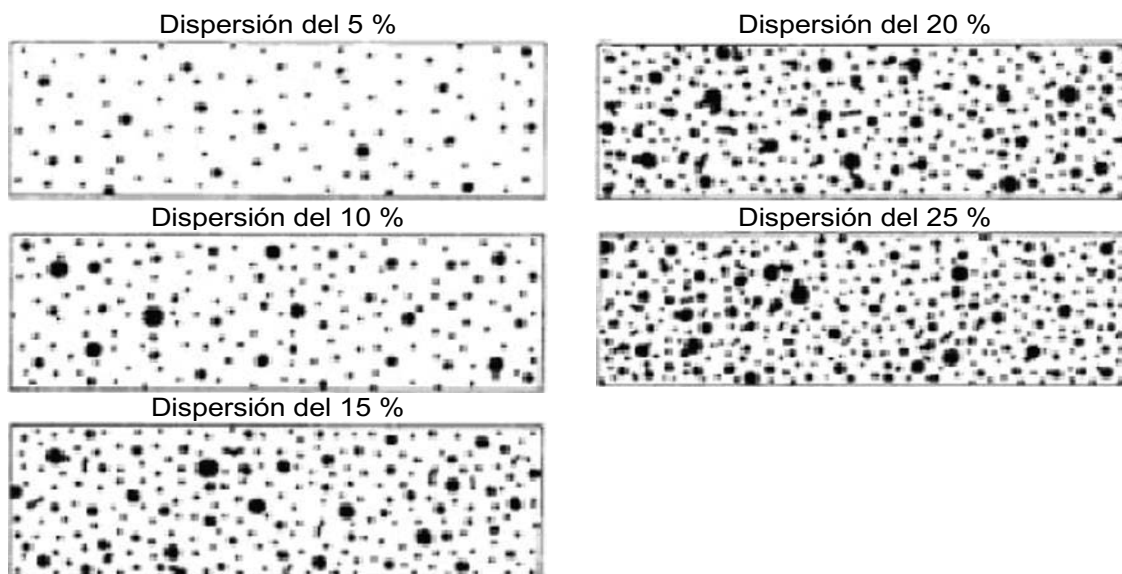 Dispersión del 5 %
Dispersión del 10 %
Dispersión del 15 %
Dispersión del 20 %
Dispersión del 25 %